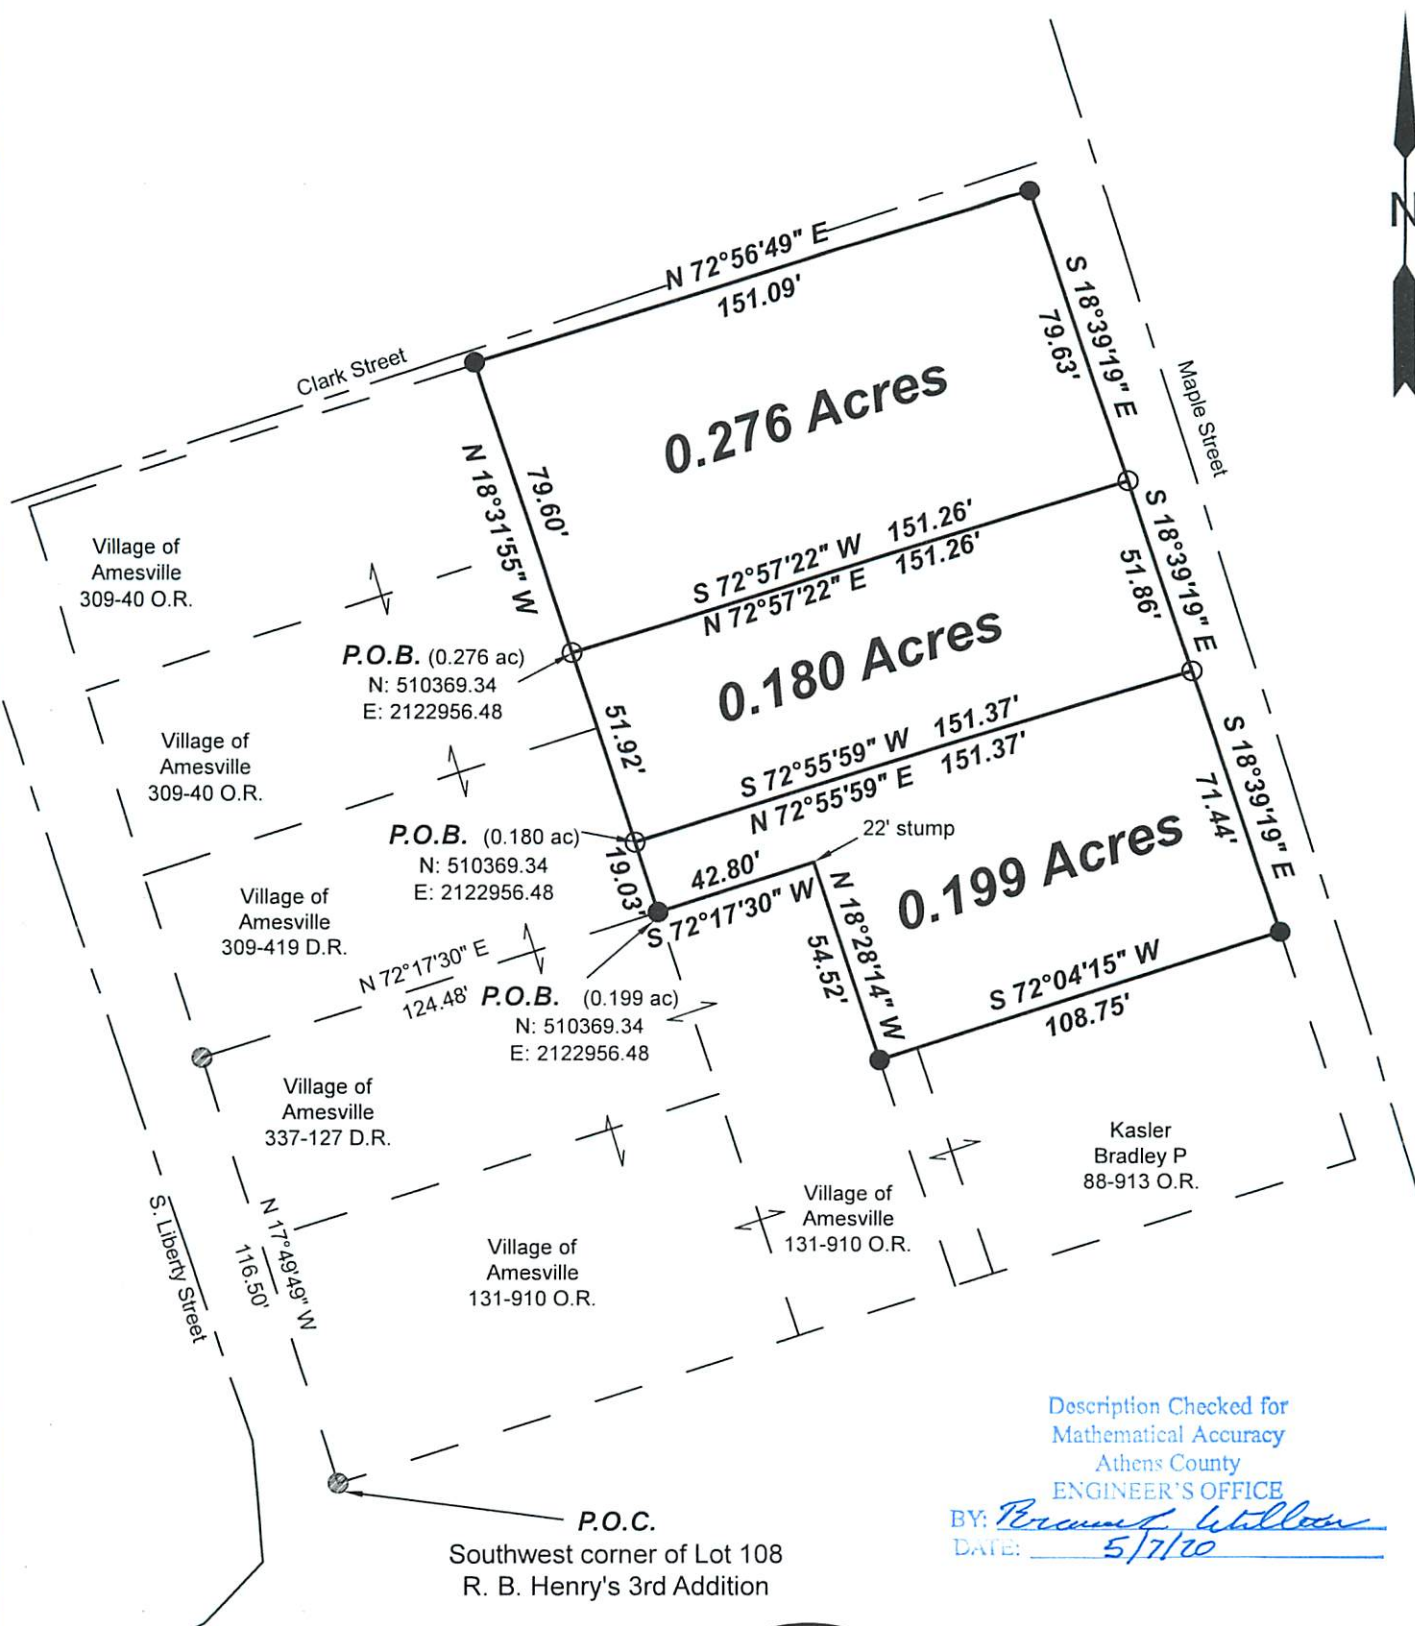 N
N 72°56'49" E
151.09'
Clark Street
S 18°39'19" E
79.63'
Maple Street
0.276 Acres
N 18°31'55" W
79.60'
Village of
Amesville
309-40 O.R.
S 72°57'22" W 151.26'
N 72°57'22" E 151.26'
S 18°39'19" E
51.86'
P.O.B. (0.276 ac)
N: 510369.34
E: 2122956.48
0.180 Acres
51.92'
Village of
Amesville
309-40 O.R.
S 72°55'59" W 151.37'
N 72°55'59" E 151.37'
S 18°39'19" E
71.44'
P.O.B. (0.180 ac)
N: 510369.34
E: 2122956.48
22' stump
19.03'
42.80'
S 72°17'30" W
0.199 Acres
N 18°28'14" W
54.52'
Village of
Amesville
309-419 D.R.
N 72°17'30" E
124.48'
P.O.B. (0.199 ac)
N: 510369.34
E: 2122956.48
S 72°04'15" W
108.75'
Village of
Amesville
337-127 D.R.
Kasler
Bradley P
88-913 O.R.
S. Liberty Street
N 17°49'49" W
116.50'
Village of
Amesville
131-910 O.R.
Village of
Amesville
131-910 O.R.
P.O.C.
Southwest corner of Lot 108
R. B. Henry's 3rd Addition
Description Checked for
Mathematical Accuracy
Athens County
ENGINEER'S OFFICE
BY:
DATE: 5/7/20